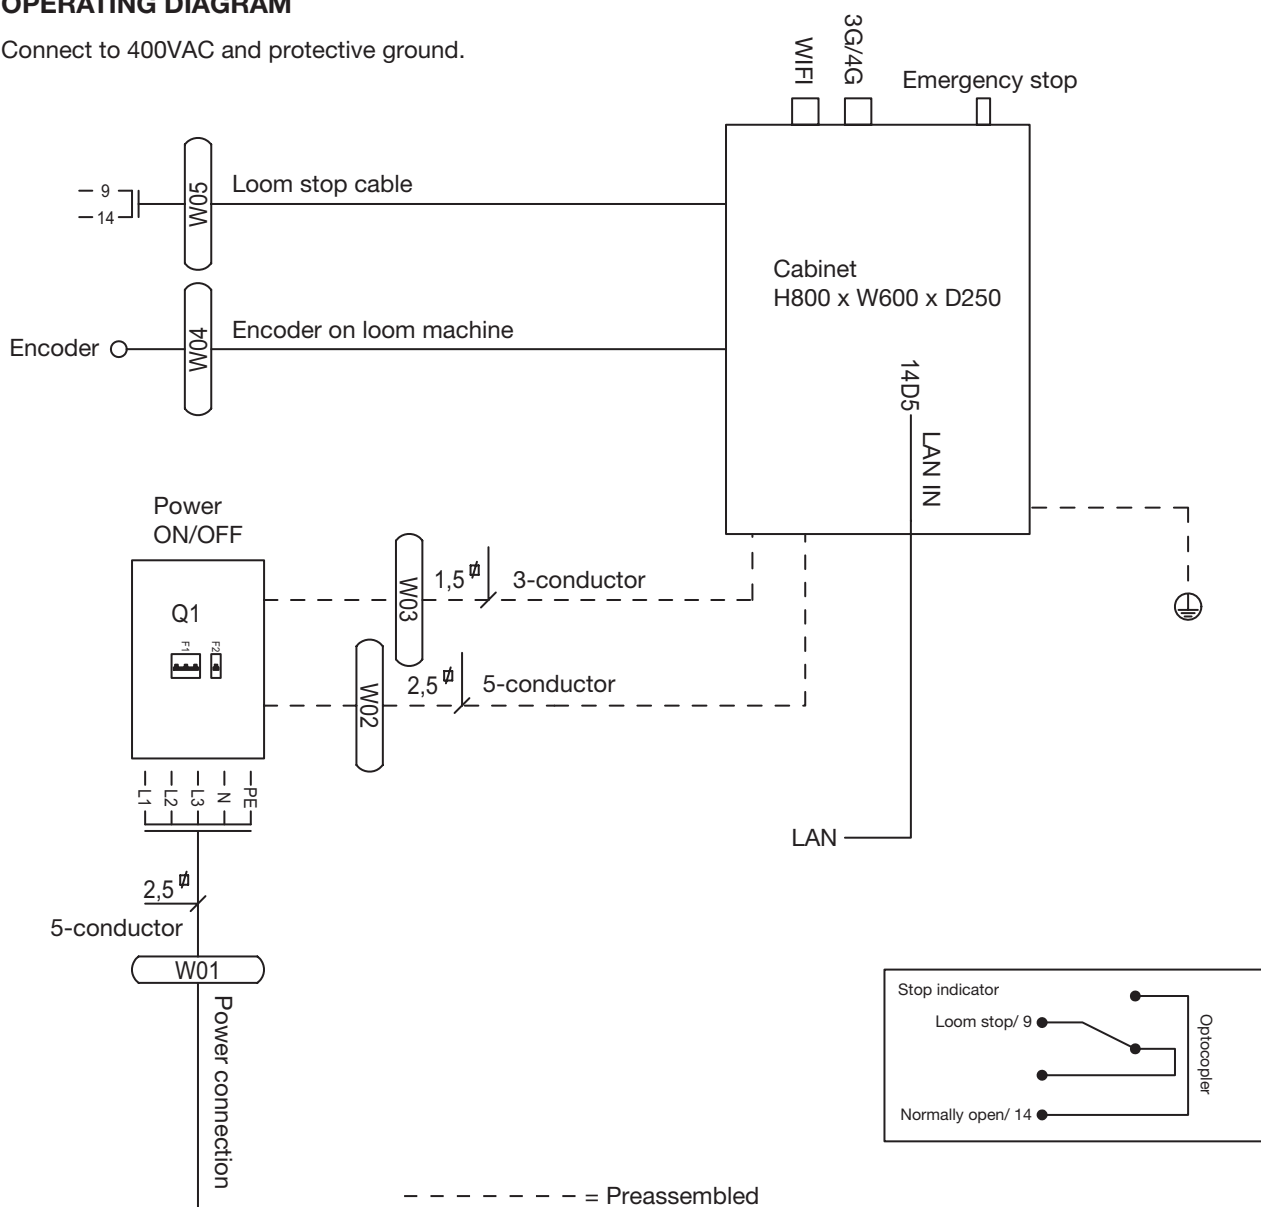 OPERATING DIAGRAM
Connect to 400VAC and protective ground.
WIFI
3G/4G
Emergency stop
9
14
W05
Loom stop cable
Cabinet
H800 x W600 x D250
Encoder
W04
Encoder on loom machine
14D5
LAN IN
Power
ON/OFF
Q1
F1
F2
W03
1,5
3-conductor
W02
2,5
5-conductor
L1
L2
L3
N
PE
LAN
2,5
5-conductor
W01
Power connection
Stop indicator
Loom stop/ 9
Normally open/ 14
Optocopler
= Preassembled